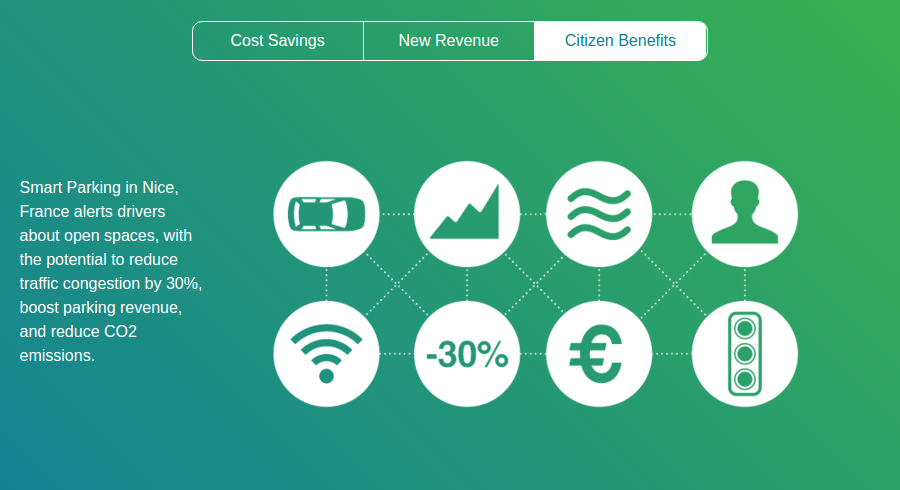 Cost Savings
New Revenue
Citizen Benefits
Smart Parking in Nice,
France alerts drivers
about open spaces, with
the potential to reduce
traffic congestion by 30%,
boost parking revenue,
and reduce CO2
emissions.
-30%
€